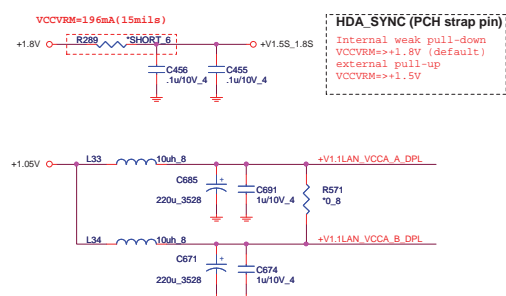 VCCVRM=196mA(15mils)
+1.8V
R289
*SHORT_6
+V1.5S_1.8S
C456
.1u/10V_4
C455
.1u/10V_4
HDA_SYNC (PCH strap pin)
Internal weak pull-down
VCCVRM=>+1.8V (default)
external pull-up
VCCVRM=>+1.5V
+1.05V
L33
10uh_8
+V1.1LAN_VCCA_A_DPL
C685
220u_3528
+
C691
1u/10V_4
R571
*0_8
L34
10uh_8
+V1.1LAN_VCCA_B_DPL
C671
220u_3528
+
C674
1u/10V_4